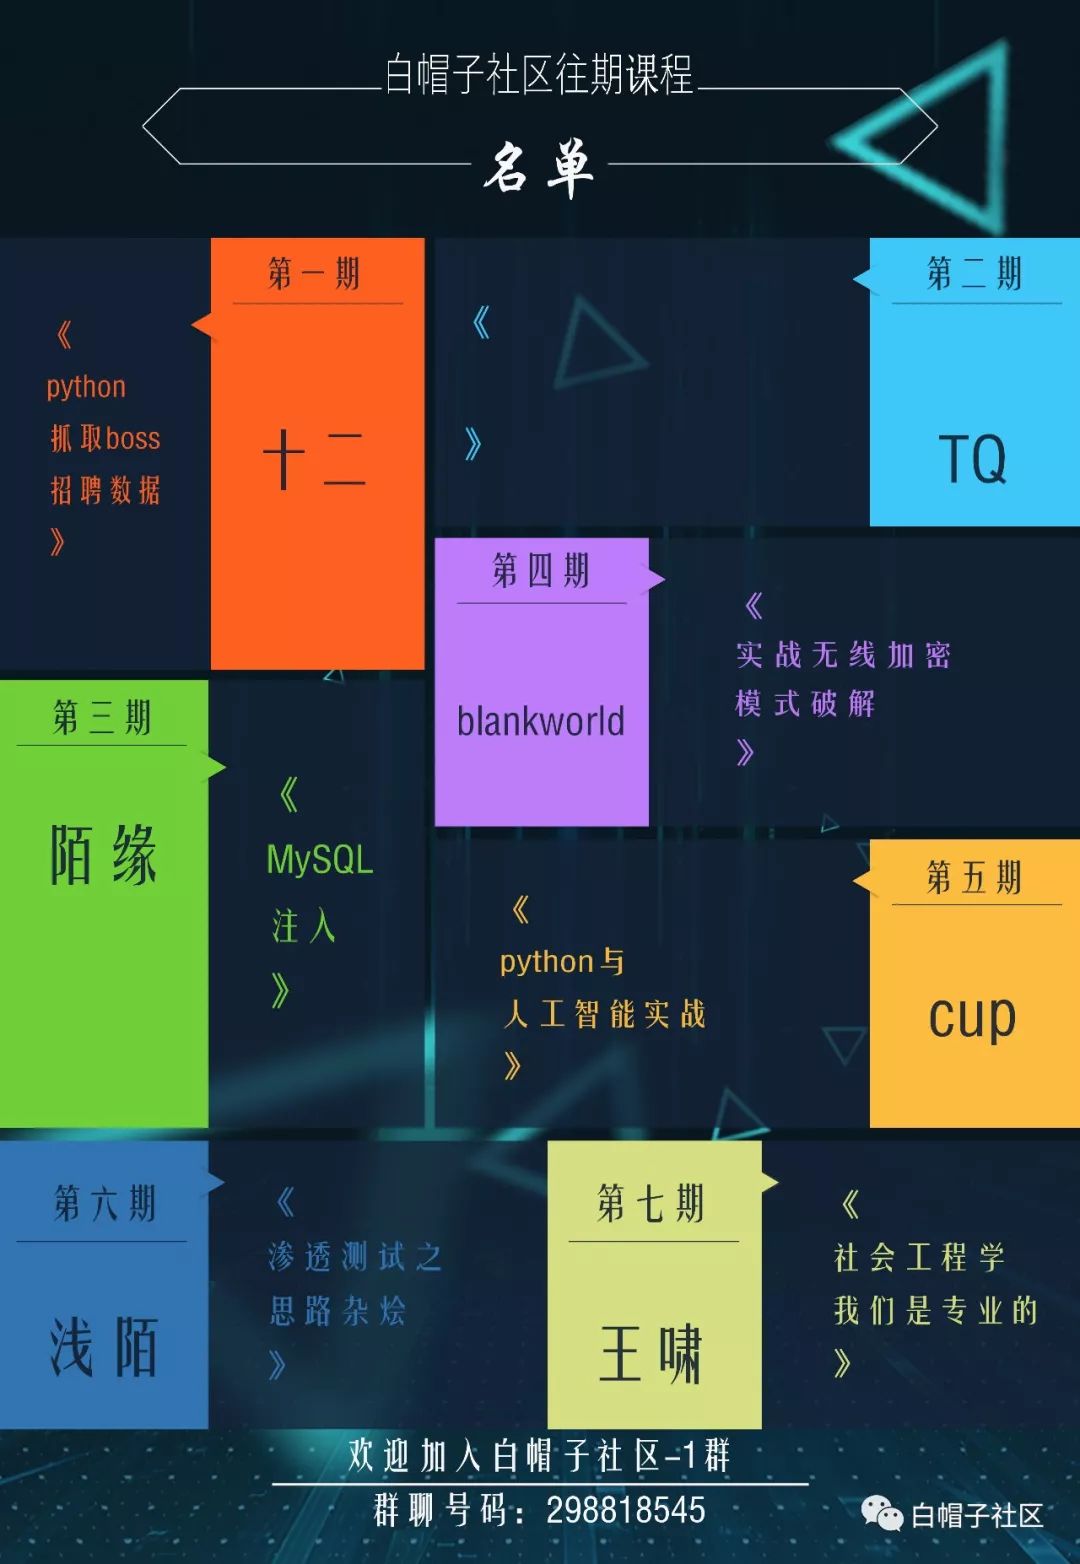 白帽子社区往期课程
名单
第一期
十二
《
python
抓取boss
招聘数据
》
第二期
TQ
《
》
第三期
陌缘
《
MySQL
注入
》
第四期
blankworld
《
实战无线加密
模式破解
》
第五期
cup
《
python与
人工智能实战
》
第六期
浅陌
《
渗透测试之
思路杂烩
》
第七期
王啸
《
社会工程学
我们是专业的
》
欢迎加入白帽子社区-1群
群聊号码：298818545
白帽子社区